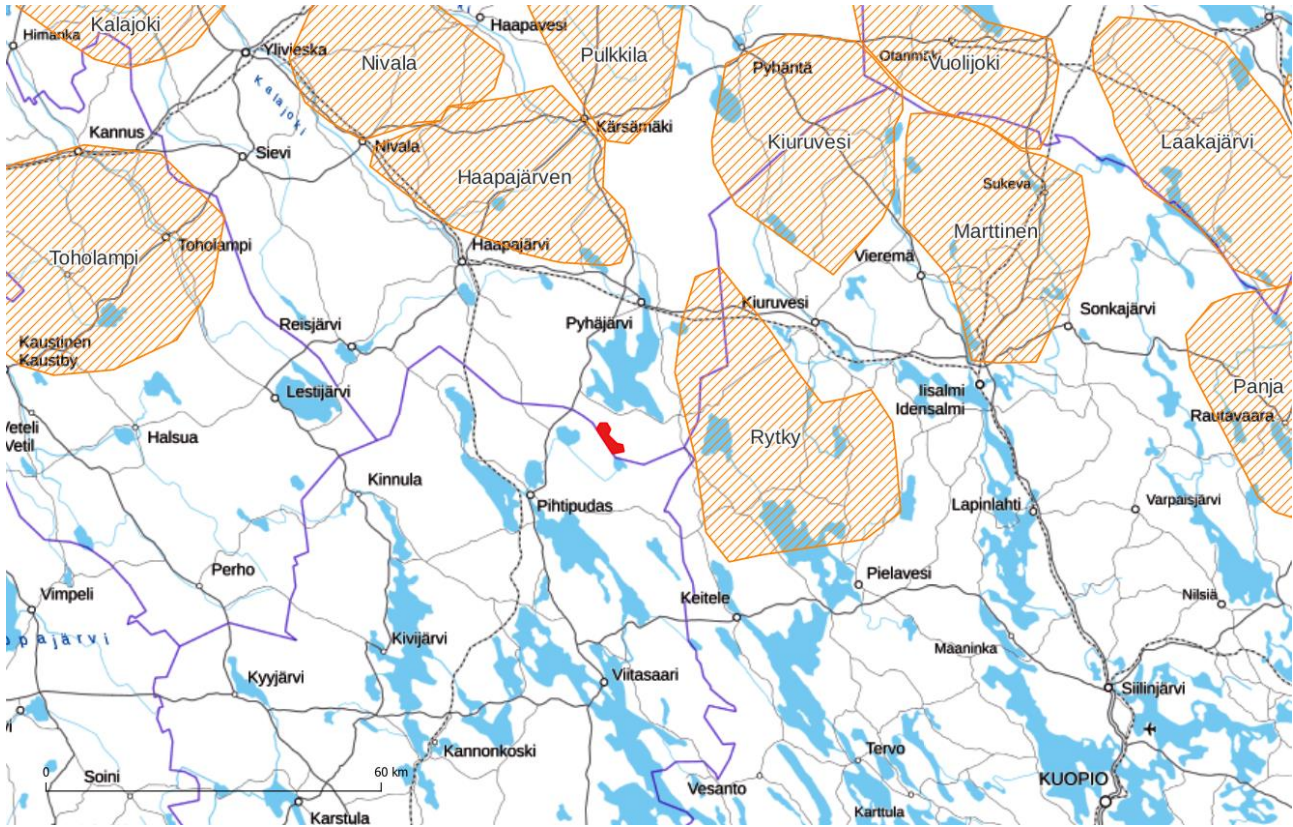 Kalajoki
Himanka
Haapavesi
Ylivieska
Nivala
Pulkkila
Pyhäntä
Otanmäki
Vuolijoki
Kalajoki
Kannus
Sievi
Nivala
Kärsämäki
Kiuruvesi
Laakajärvi
Haapajärven
Sukeva
Toholampi
Toholampi
Haapajärvi
Vieremä
Marttinen
Reisjärvi
Pyhäjärvi
Kiuruvesi
Sonkajärvi
Kaustinen
Kaustby
Lestijärvi
Iisalmi
Idensalmi
Panja
Rautavaara
Veteli
Vetil
Halsua
Rytky
Kinnula
Pihtipudas
Lapinlahti
Varpaisjärvi
Perho
Vimpeli
Keitele
Pielavesi
Nilsiä
ppajärvi
Kivijärvi
Maaninka
Kyyjärvi
Viitasaari
Siilinjärvi
vi
Kannonkoski
Tervo
0
60 km
Soini
Vesanto
KUOPIO
Karstula
Karttula